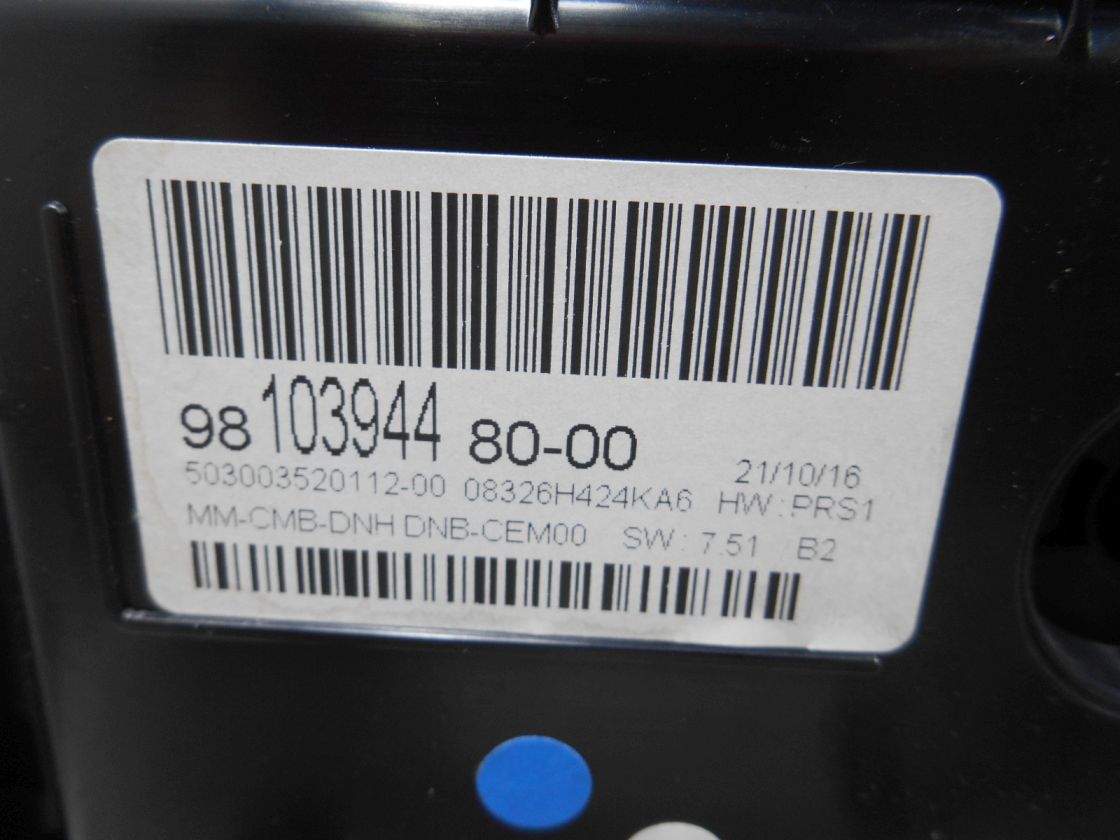 98 103944 80-00 21/10/16
503003520112-00 08326H424KA6 HW:PRS1
MM-CMB-DNH DNB-CEM00 SW: 7.51 B2